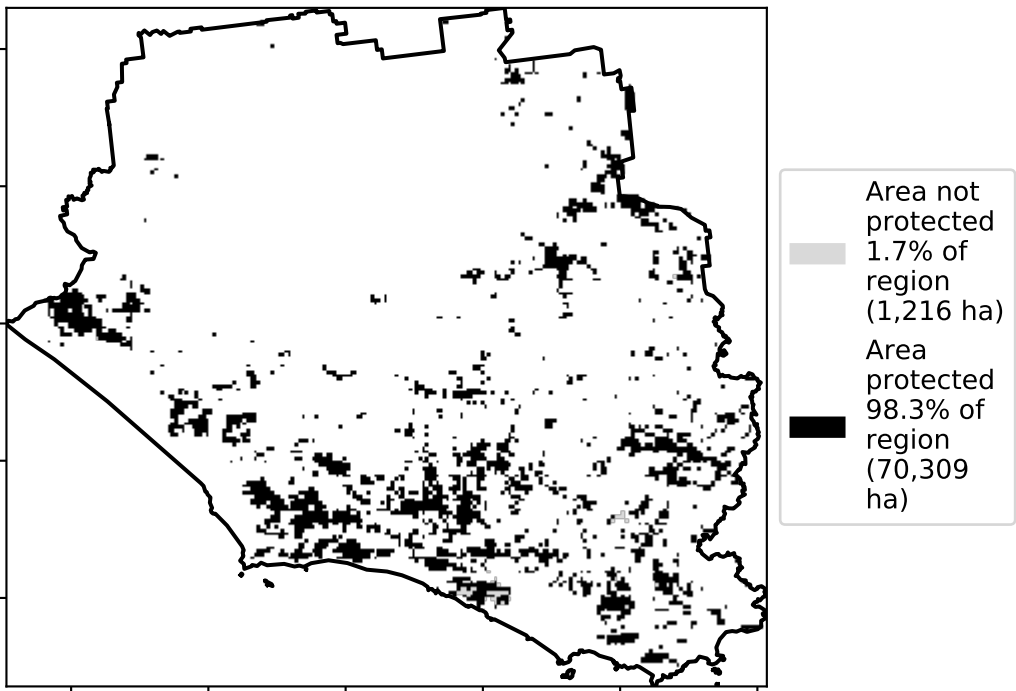 Area not
protected
1.7% of
region
(1,216 ha)
Area
protected
98.3% of
region
(70,309
ha)